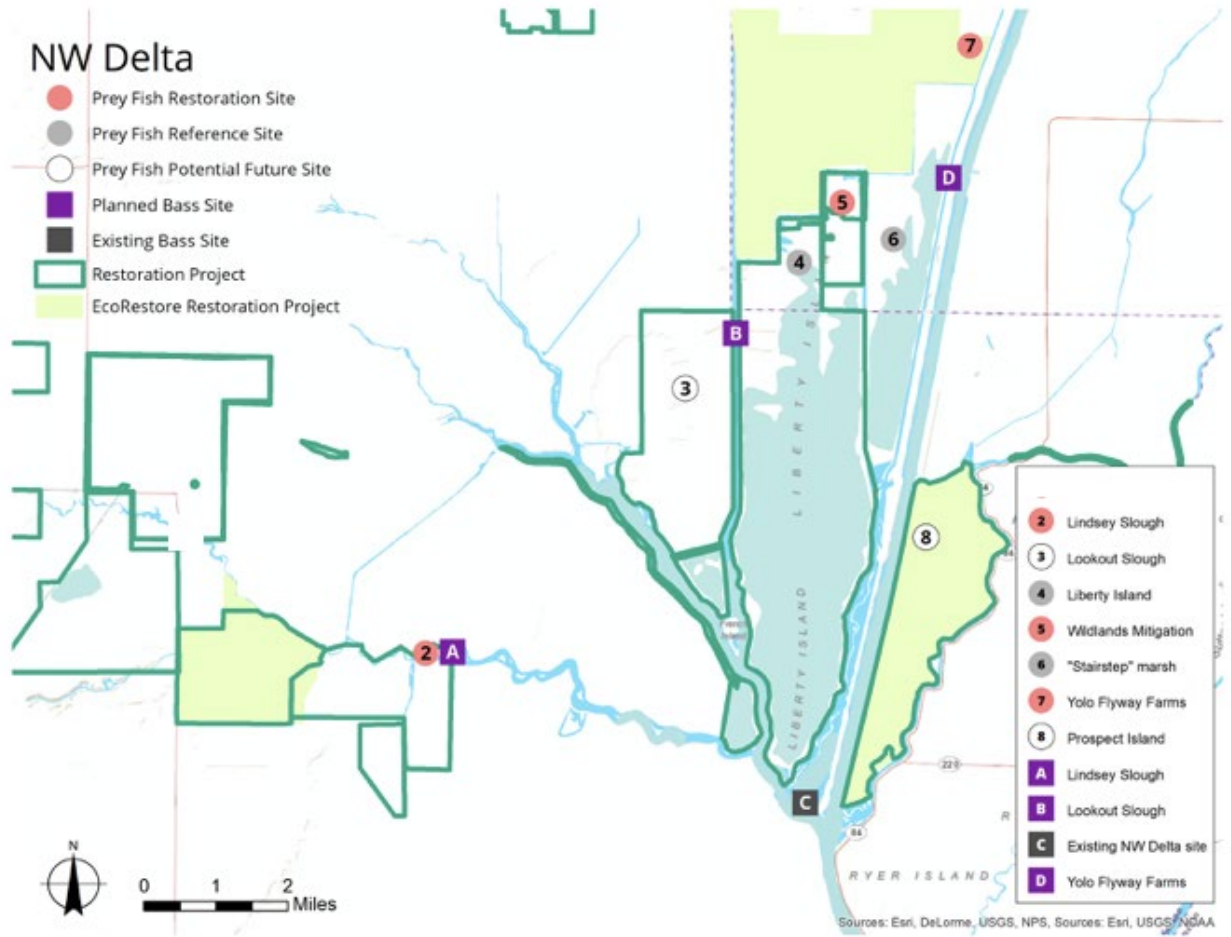 NW Delta
Prey Fish Restoration Site
Prey Fish Reference Site
Prey Fish Potential Future Site
Planned Bass Site
Existing Bass Site
Restoration Project
EcoRestore Restoration Project
7
D
5
6
4
B
3
LIBERTY ISL
LIBERTY ISLAND
8
2
A
C
220
84
RYER ISLAND
R
2 Lindsey Slough
3 Lookout Slough
4 Liberty Island
5 Wildlands Mitigation
6 "Stairstep" marsh
7 Yolo Flyway Farms
8 Prospect Island
A Lindsey Slough
B Lookout Slough
C Existing NW Delta site
D Yolo Flyway Farms
N
0 1 2
Miles
Sources: Esri, DeLorme, USGS, NPS, Sources: Esri, USGS, NOAA